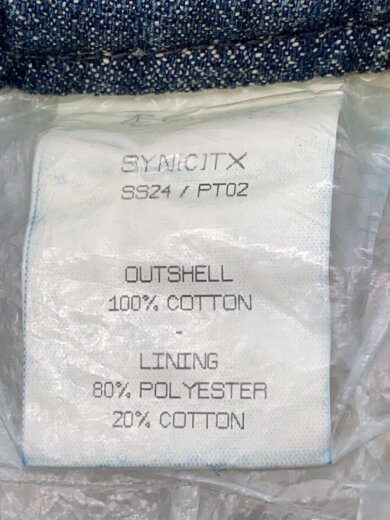 SYNICITX
SS24 / PT02
OUTSHELL
100% COTTON
-
LINING
80% POLYESTER
20% COTTON